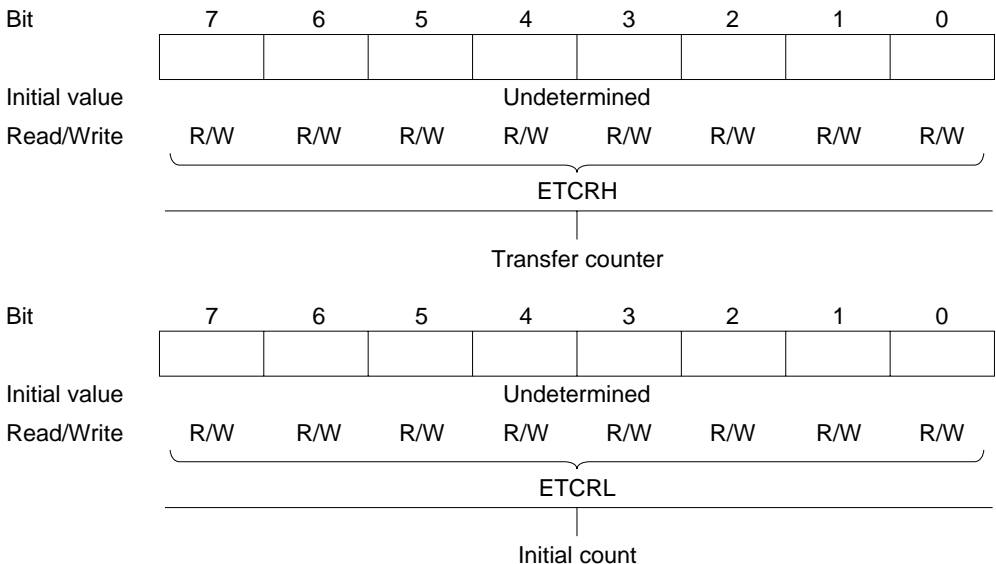 Bit 7 6 5 4 3 2 1 0
Initial value Undetermined
Read/Write R/W R/W R/W R/W R/W R/W R/W R/W
ETCRH
Transfer counter
Bit 7 6 5 4 3 2 1 0
Initial value Undetermined
Read/Write R/W R/W R/W R/W R/W R/W R/W R/W
ETCRL
Initial count